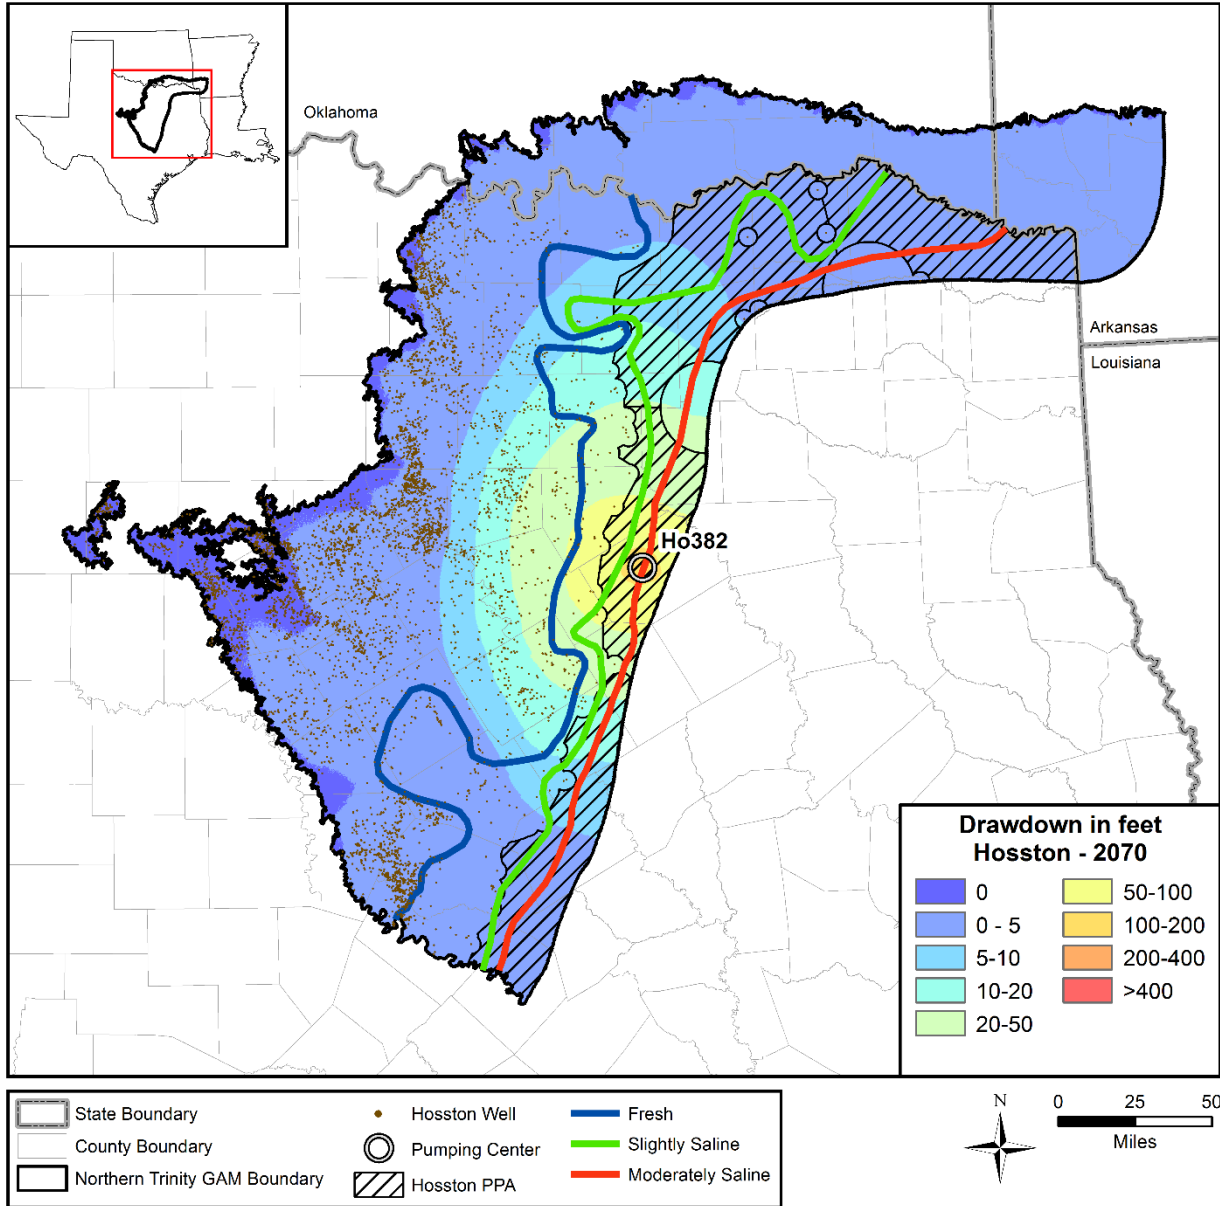 Oklahoma
Arkansas
Louisiana
Ho382
Drawdown in feet
Hosston - 2070
0
0 - 5
5-10
10-20
20-50
50-100
100-200
200-400
>400
State Boundary
County Boundary
Northern Trinity GAM Boundary
Hosston Well
Pumping Center
Hosston PPA
Fresh
Slightly Saline
Moderately Saline
N
0 25 50
Miles